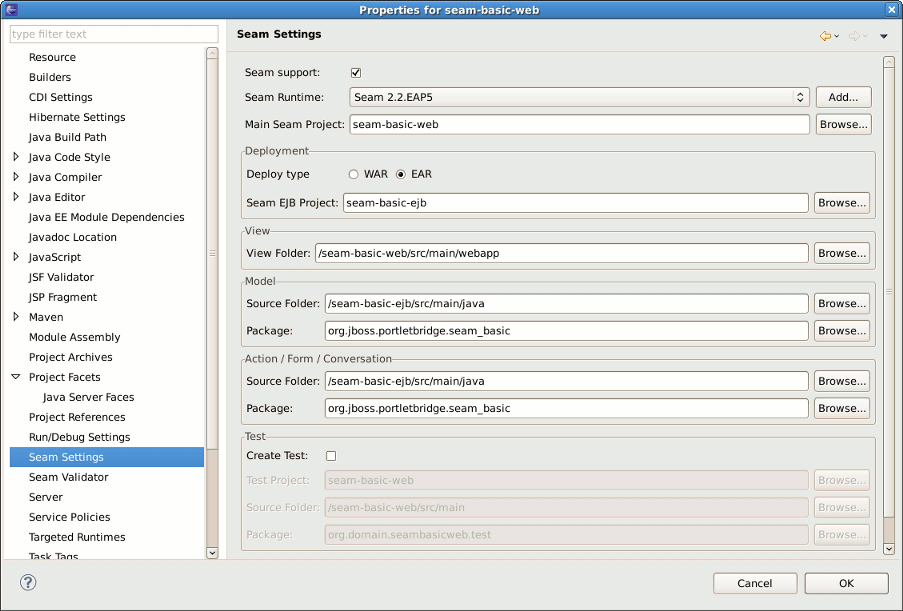 Properties for seam-basic-web
type filter text
Resource
Builders
CDI Settings
Hibernate Settings
Java Build Path
Java Code Style
Java Compiler
Java Editor
Java EE Module Dependencies
Javadoc Location
JavaScript
JSF Validator
JSP Fragment
Maven
Module Assembly
Project Archives
Project Facets
Java Server Faces
Project References
Run/Debug Settings
Seam Settings
Seam Validator
Server
Service Policies
Targeted Runtimes
Task Tags
Seam Settings
Seam support:
Seam Runtime: Seam 2.2.EAP5 Add...
Main Seam Project: seam-basic-web Browse...
Deployment
Deploy type WAR EAR
Seam EJB Project: seam-basic-ejb Browse...
View
View Folder: /seam-basic-web/src/main/webapp Browse...
Model
Source Folder: /seam-basic-ejb/src/main/java Browse...
Package: org.jboss.portletbridge.seam_basic Browse...
Action / Form / Conversation
Source Folder: /seam-basic-ejb/src/main/java Browse...
Package: org.jboss.portletbridge.seam_basic Browse...
Test
Create Test:
Test Project: seam-basic-web Browse...
Source Folder: /seam-basic-web/src/main Browse...
Package: org.domain.seambasicweb.test Browse...
? Cancel OK